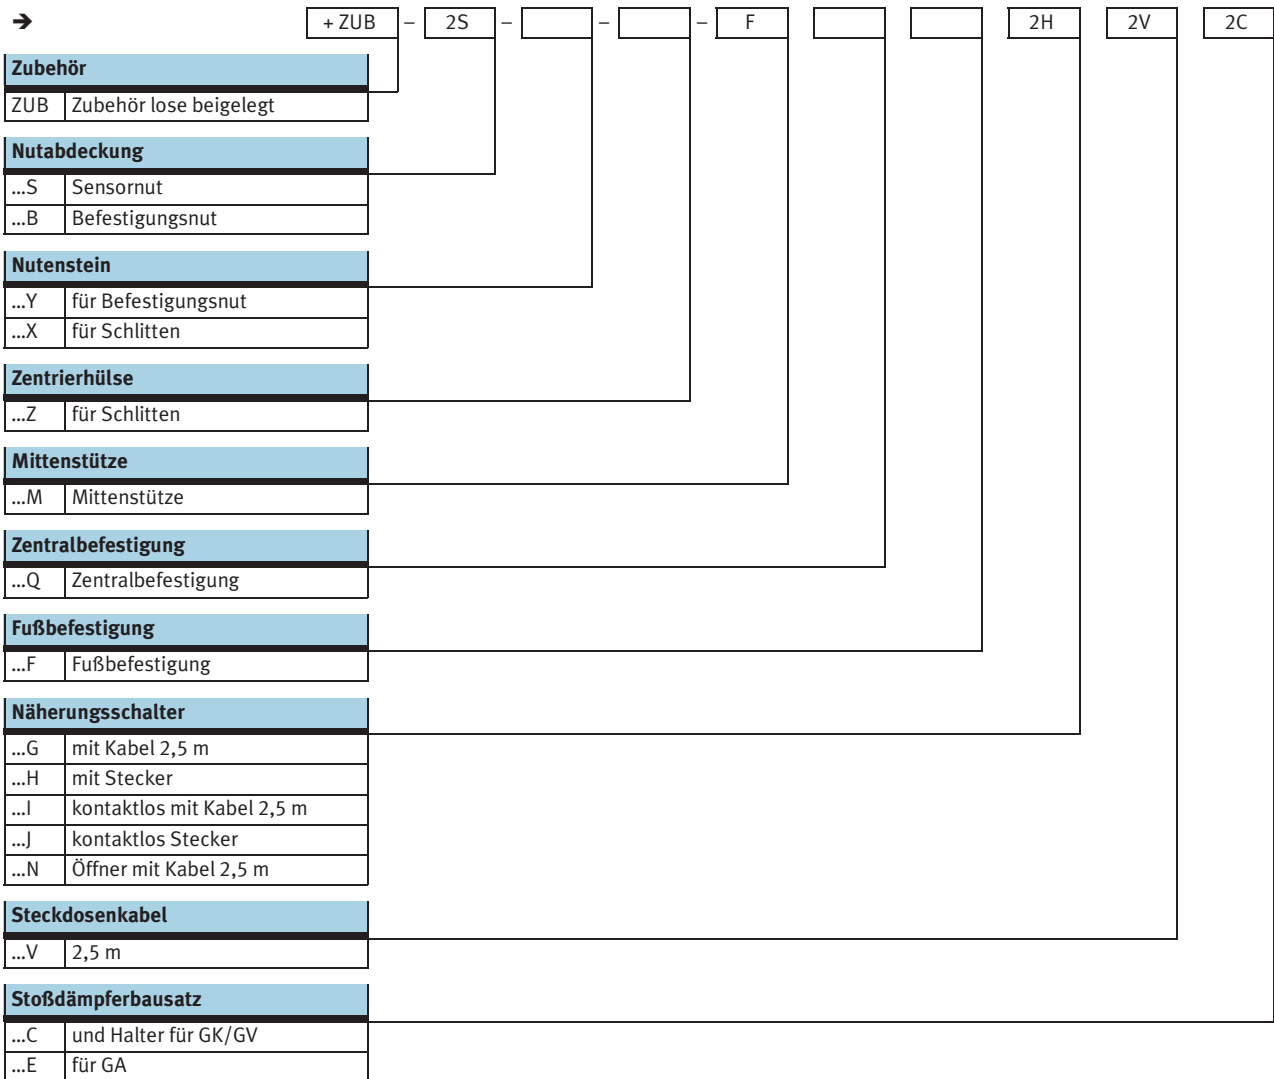 ➔ + ZUB – 2S – – – F 2H 2V 2C
Zubehör
ZUB Zubehör lose beigelegt
Nutabdeckung
...S Sensornut
...B Befestigungsnut
Nutenstein
...Y für Befestigungsnut
...X für Schlitten
Zentrierhülse
...Z für Schlitten
Mittenstütze
...M Mittenstütze
Zentralbefestigung
...Q Zentralbefestigung
Fußbefestigung
...F Fußbefestigung
Näherungsschalter
...G mit Kabel 2,5 m
...H mit Stecker
...I kontaktlos mit Kabel 2,5 m
...J kontaktlos Stecker
...N Öffner mit Kabel 2,5 m
Steckdosenkabel
...V 2,5 m
Stoßdämpferbausatz
...C und Halter für GK/GV
...E für GA